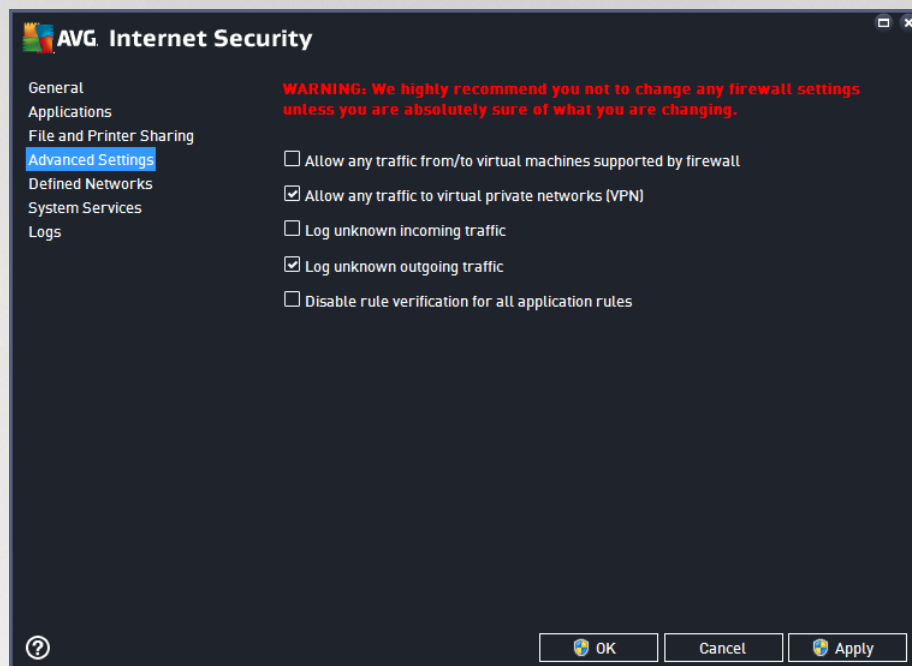 AVG Internet Security
General
Applications
File and Printer Sharing
Advanced Settings
Defined Networks
System Services
Logs
WARNING: We highly recommend you not to change any firewall settings
unless you are absolutely sure of what you are changing.
Allow any traffic from/to virtual machines supported by firewall
Allow any traffic to virtual private networks (VPN)
Log unknown incoming traffic
Log unknown outgoing traffic
Disable rule verification for all application rules
?
OK
Cancel
Apply